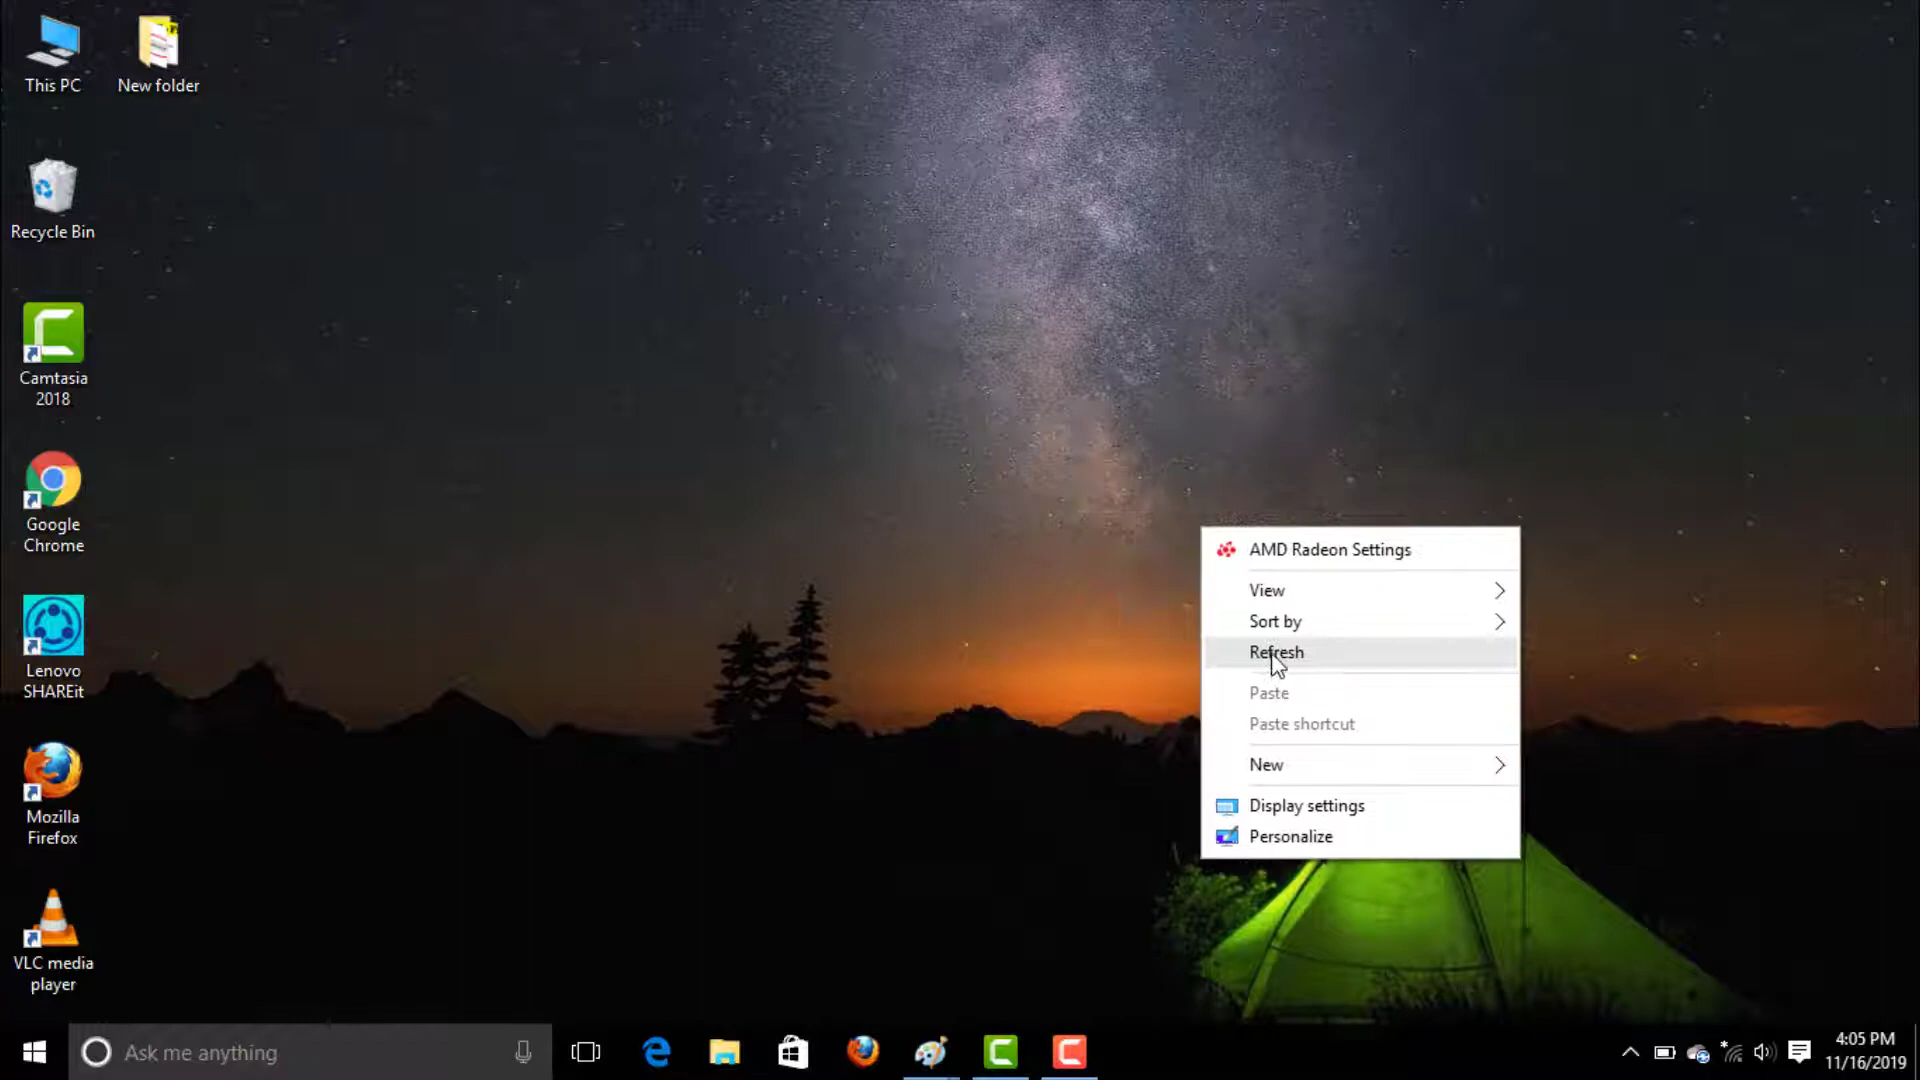 This PC
New folder
Recycle Bin
Camtasia
2018
Google
Chrome
Lenovo
SHAREit
Mozilla
Firefox
VLC media
player
AMD Radeon Settings
View
Sort by
Refresh
Paste
Paste shortcut
New
Display settings
Personalize
Ask me anything
4:05 PM
11/16/2019